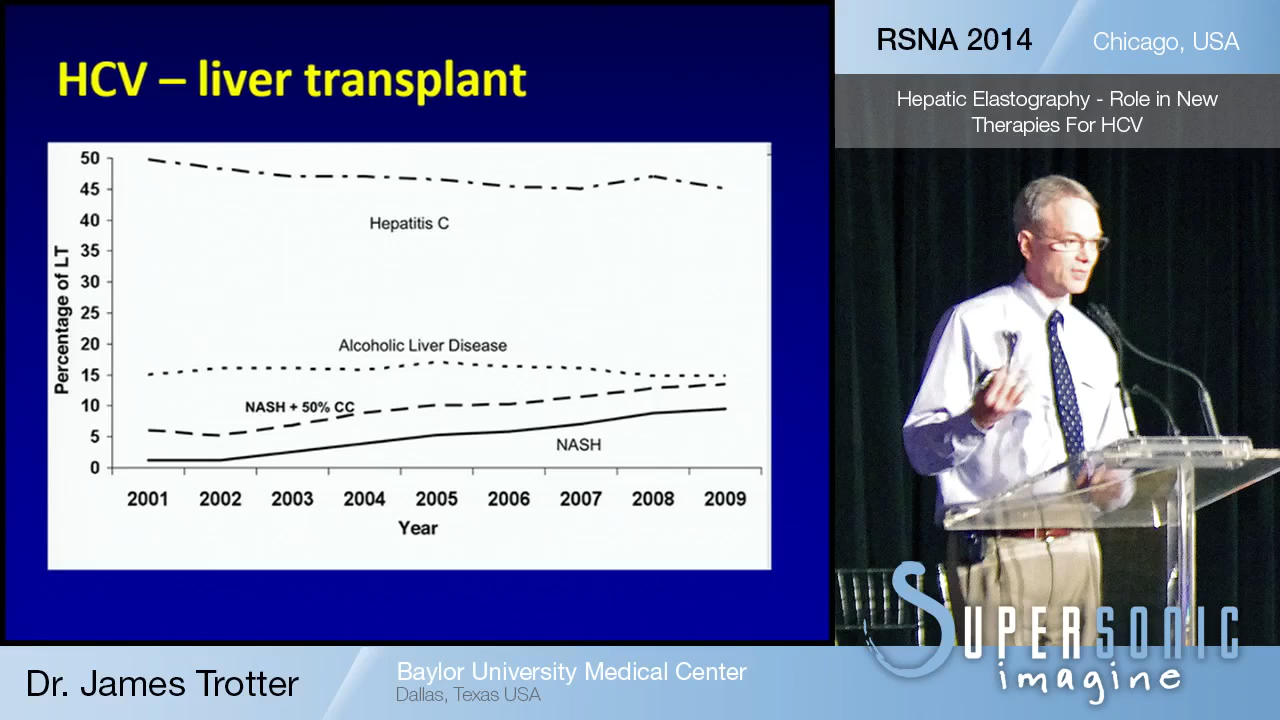 HCV – liver transplant
Percentage of LT
50
45
40
35
30
25
20
15
10
5
0
Hepatitis C
Alcoholic Liver Disease
NASH + 50% CC
NASH
2001 2002 2003 2004 2005 2006 2007 2008 2009
Year
RSNA 2014 Chicago, USA
Hepatic Elastography - Role in New
Therapies For HCV
SUPERSONIC
imagine
Dr. James Trotter
Baylor University Medical Center
Dallas, Texas USA